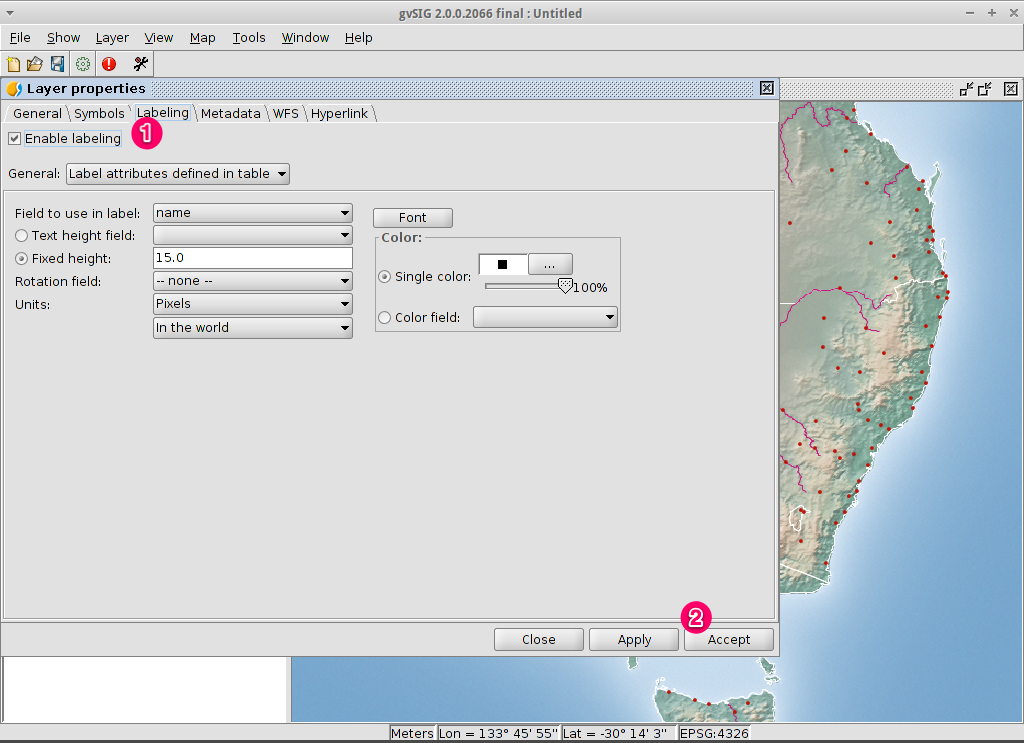 gvSIG 2.0.0.2066 final : Untitled
File Show Layer View Map Tools Window Help
Layer properties
General Symbols Labeling Metadata WFS Hyperlink
1
Enable labeling
General: Label attributes defined in table
Field to use in label: name Font
Text height field: Color:
Fixed height: 15.0
Single color: ...
Rotation field: -- none -- 100%
Units: Pixels
Color field:
In the world
2
Close Apply Accept
Meters Lon = 133° 45' 55" Lat = -30° 14' 3" EPSG:4326